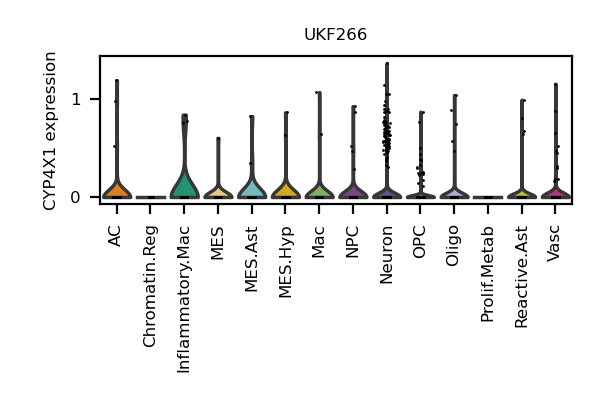 UKF266
CYP4X1 expression
1
0
AC
Chromatin.Reg
Inflammatory.Mac
MES
MES.Ast
MES.Hyp
Mac
NPC
Neuron
OPC
Oligo
Prolif.Metab
Reactive.Ast
Vasc